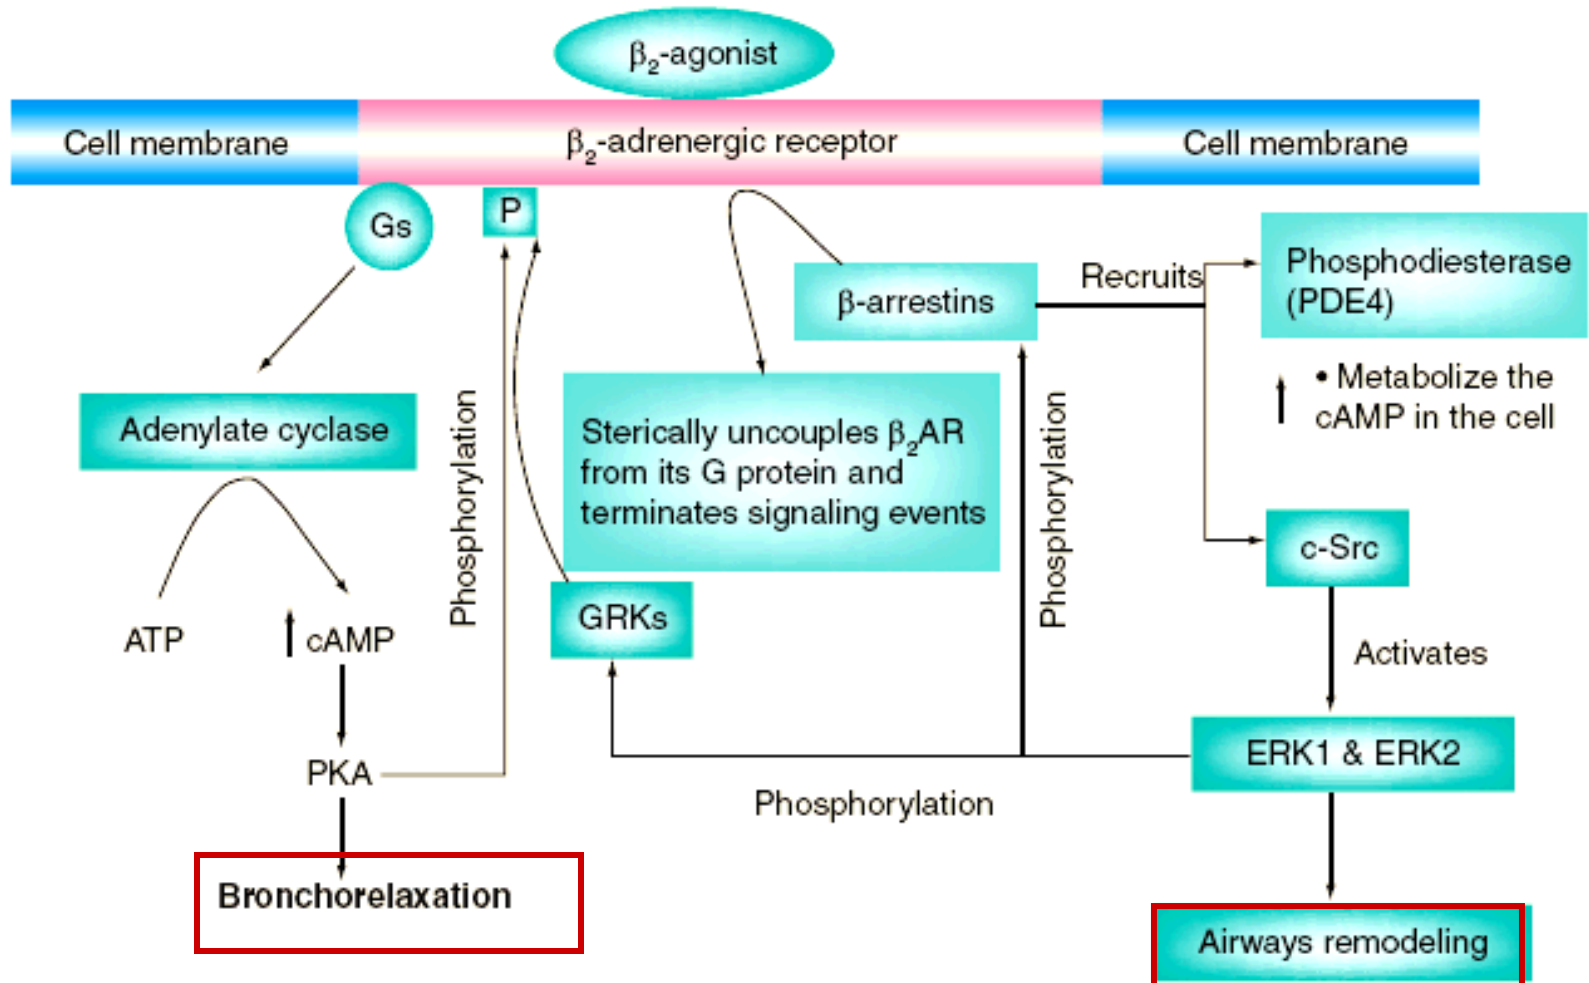 β2-agonist
Cell membrane
β2-adrenergic receptor
Cell membrane
Gs
P
β-arrestins
Recruits
Phosphodiesterase
(PDE4)
• Metabolize the
cAMP in the cell
Adenylate cyclase
Phosphorylation
Sterically uncouples β2AR
from its G protein and
terminates signaling events
Phosphorylation
c-Src
GRKs
ATP
cAMP
Activates
PKA
ERK1 & ERK2
Phosphorylation
Bronchorelaxation
Airways remodeling